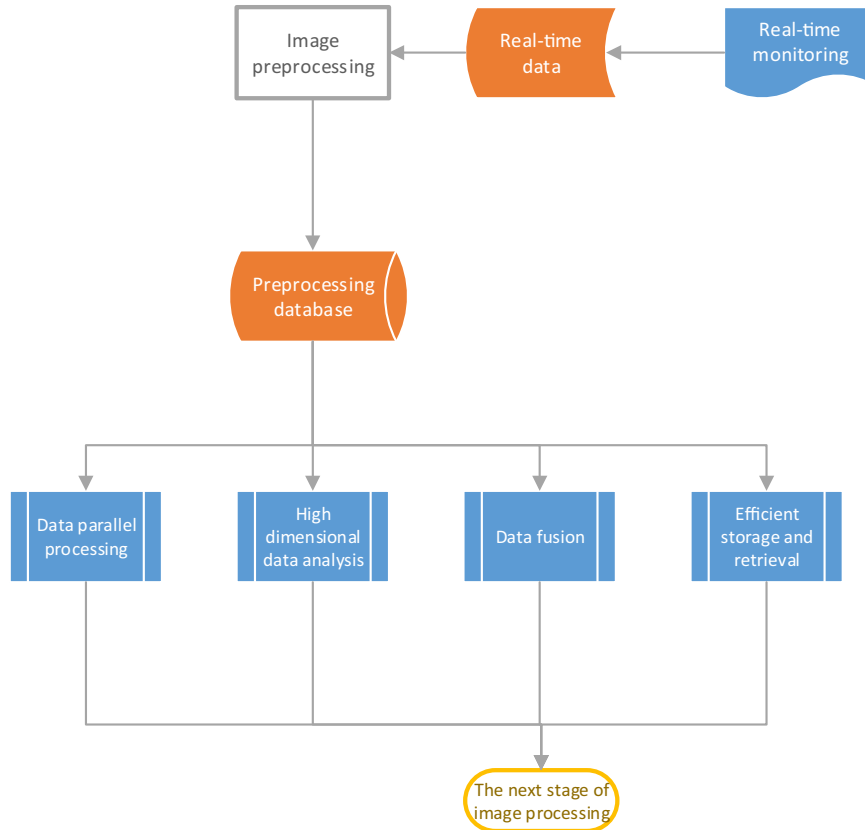 Image
preprocessing
Real-time
data
Real-time
monitoring
Preprocessing
database
Data parallel
processing
High
dimensional
data analysis
Data fusion
Efficient
storage and
retrieval
The next stage of
image processing